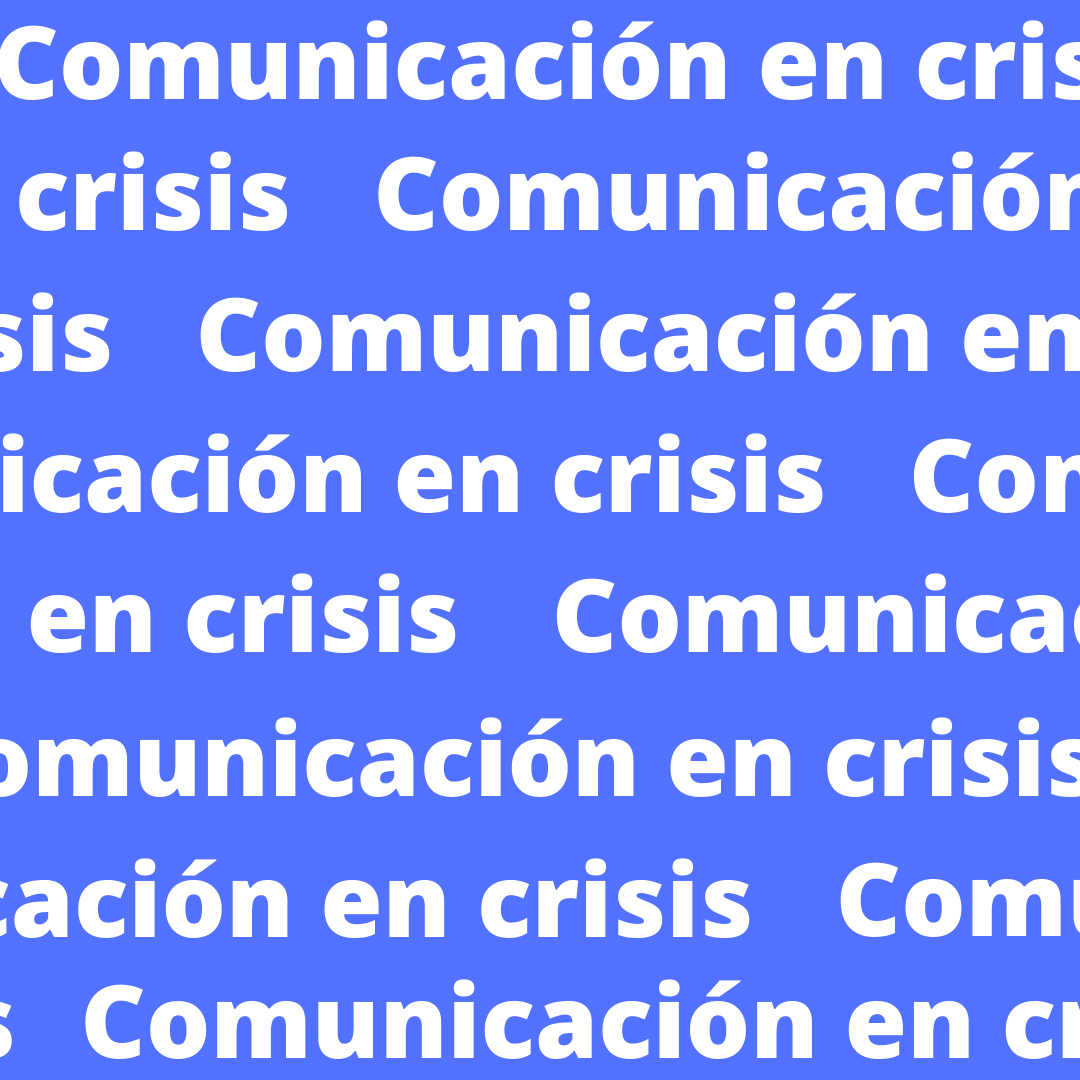 Comunicación en cris
crisis Comunicación
sis Comunicación en
icación en crisis Com
en crisis Comunicac
omunicación en crisis
cación en crisis Comu
s Comunicación en cr